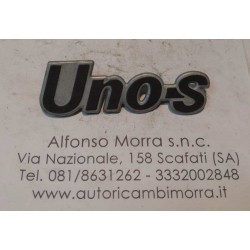 Uno-s
Alfonso Morra s.n.c.
Via Nazionale, 158 Scafati (SA)
Tel. 081/8631262 - 3332002848
www.autoricambimorra.it